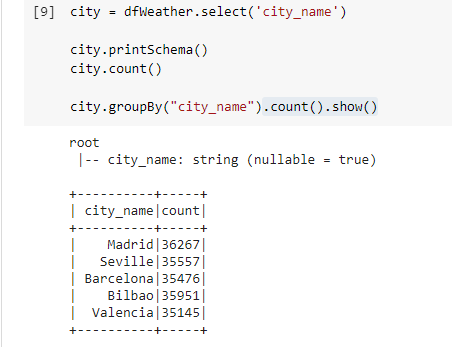 [9] city = dfWeather.select('city_name')
city.printSchema()
city.count()
city.groupBy("city_name").count().show()
root
 |-- city_name: string (nullable = true)
+----------+-----+
| city_name|count|
+----------+-----+
|    Madrid|36267|
|   Seville|35557|
| Barcelona|35476|
|    Bilbao|35951|
|  Valencia|35145|
+----------+-----+